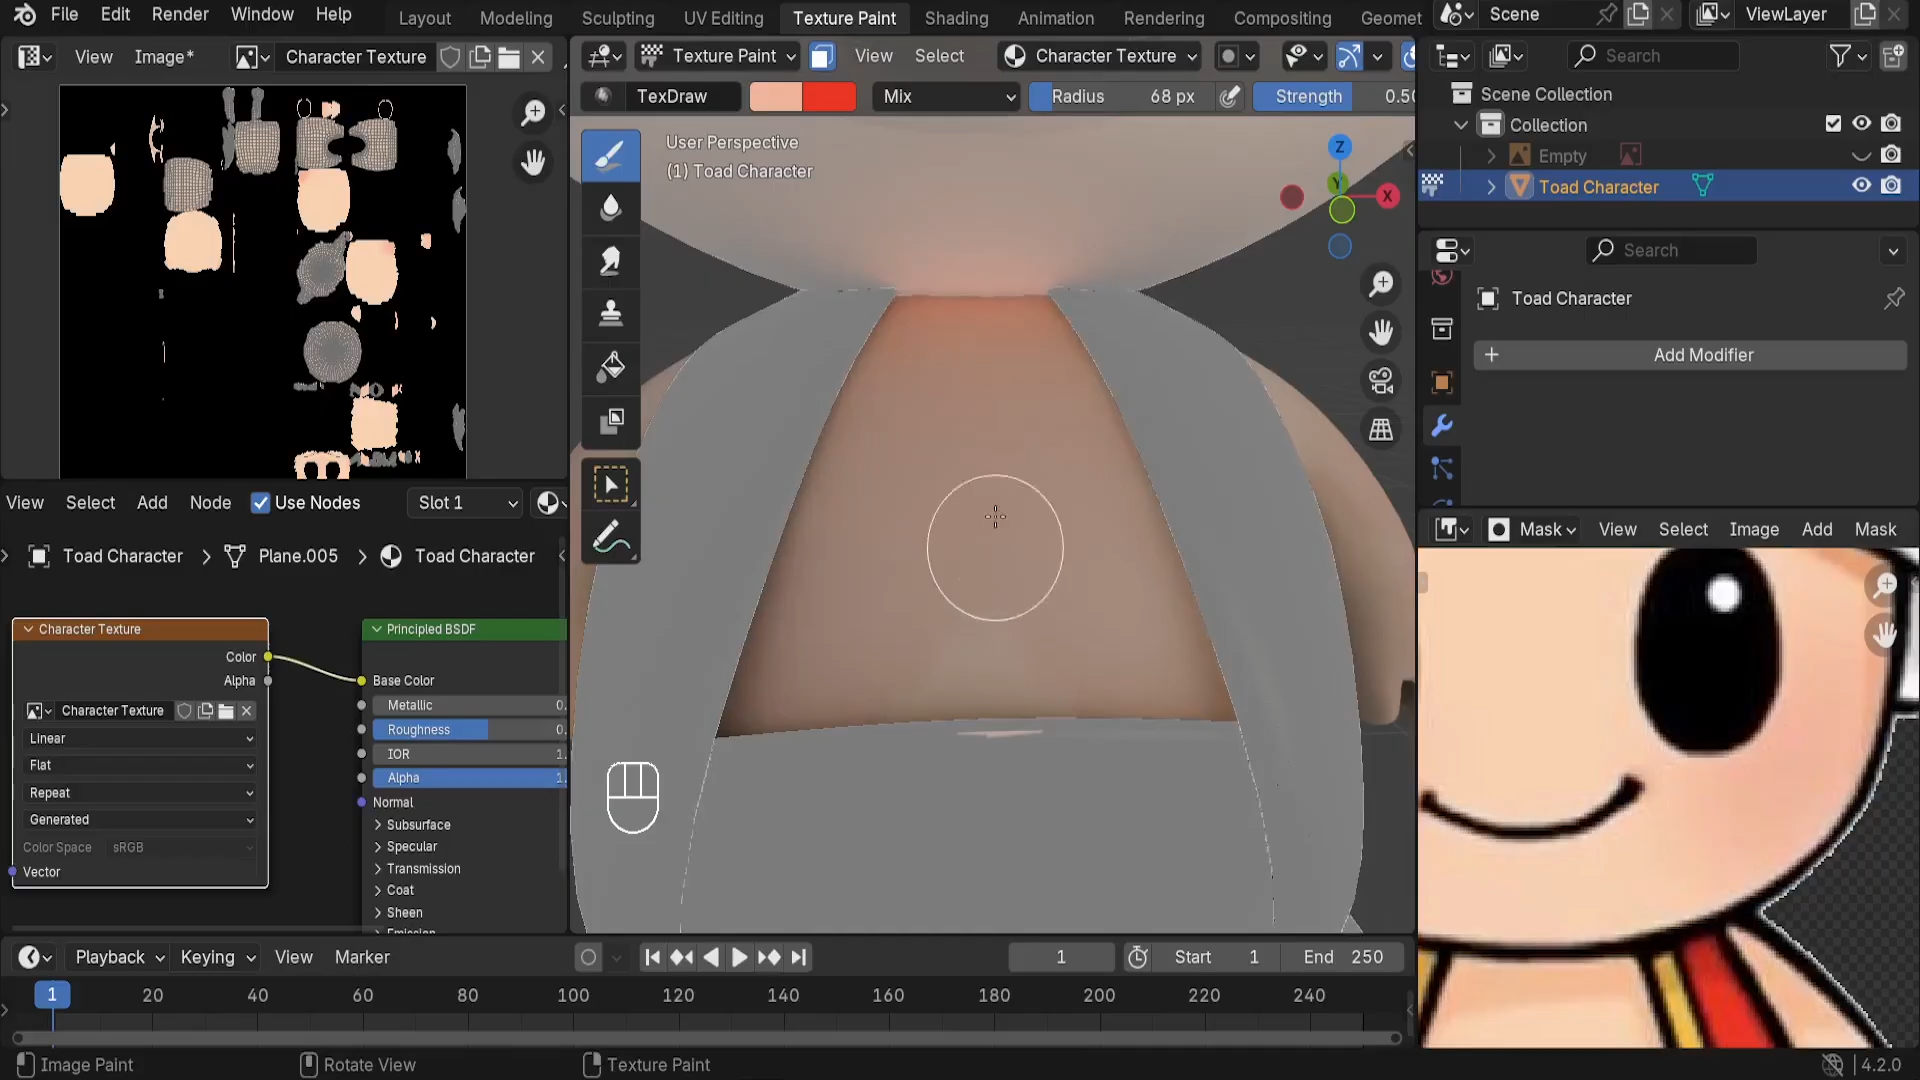 File Edit Render Window Help Layout Modeling Sculpting UV Editing Texture Paint Shading Animation Rendering Compositing Geomet Scene ViewLayer
View Image* Character Texture
Texture Paint View Select Character Texture
Search
TexDraw Mix Radius 68 px Strength 0.50
Scene Collection
Collection
Empty
Toad Character
User Perspective
(1) Toad Character
Z
Y
X
Search
Toad Character
Add Modifier
View Select Add Node Use Nodes Slot 1
Mask View Select Image Add Mask
Toad Character Plane.005 Toad Character
Character Texture
Color
Alpha
Character Texture
Linear
Flat
Repeat
Generated
Color Space sRGB
Vector
Principled BSDF
Base Color
Metallic 0.
Roughness 0.
IOR 1.
Alpha 1.
Normal
Subsurface
Specular
Transmission
Coat
Sheen
Playback Keying View Marker 1 Start 1 End 250
1 20 40 60 80 100 120 140 160 180 200 220 240
Image Paint Rotate View Texture Paint 4.2.0